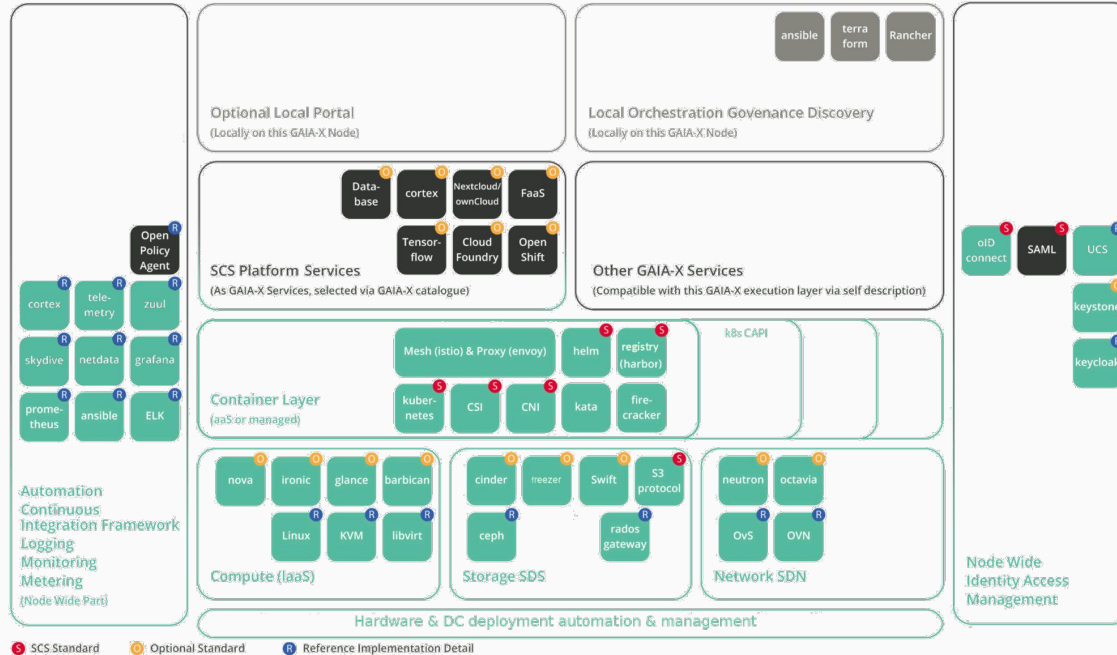 ansible
terra
form
Rancher
Optional Local Portal
(Locally on this GAIA-X Node)
Local Orchestration Govenance Discovery
(Locally on this GAIA-X Node)
O
Data-
base
O
cortex
O
Nextcloud/
ownCloud
O
FaaS
O
Tensor-
flow
O
Cloud
Foundry
O
Open
Shift
SCS Platform Services
(As GAIA-X Services, selected via GAIA-X catalogue)
Other GAIA-X Services
(Compatible with this GAIA-X execution layer via self description)
R
Open
Policy
Agent
R
cortex
R
tele-
metry
R
zuul
R
skydive
R
netdata
R
grafana
R
prome-
theus
R
ansible
R
ELK
Automation
Continuous
Integration Framework
Logging
Monitoring
Metering
(Node Wide Part)
Mesh (istio) & Proxy (envoy)
S
helm
S
registry
(harbor)
k8s CAPI
S
kuber-
netes
S
CSI
S
CNI
kata
fire-
cracker
Container Layer
(aaS or managed)
O
nova
O
ironic
O
glance
O
barbican
R
Linux
R
KVM
R
libvirt
Compute (IaaS)
O
cinder
O
freezer
O
Swift
S
S3
protocol
R
ceph
R
rados
gateway
Storage SDS
O
neutron
O
octavia
R
OvS
R
OVN
Network SDN
S
oID
connect
S
SAML
R
UCS
O
keystone
R
keycloak
Node Wide
Identity Access
Management
Hardware & DC deployment automation & management
S SCS Standard
O Optional Standard
R Reference Implementation Detail